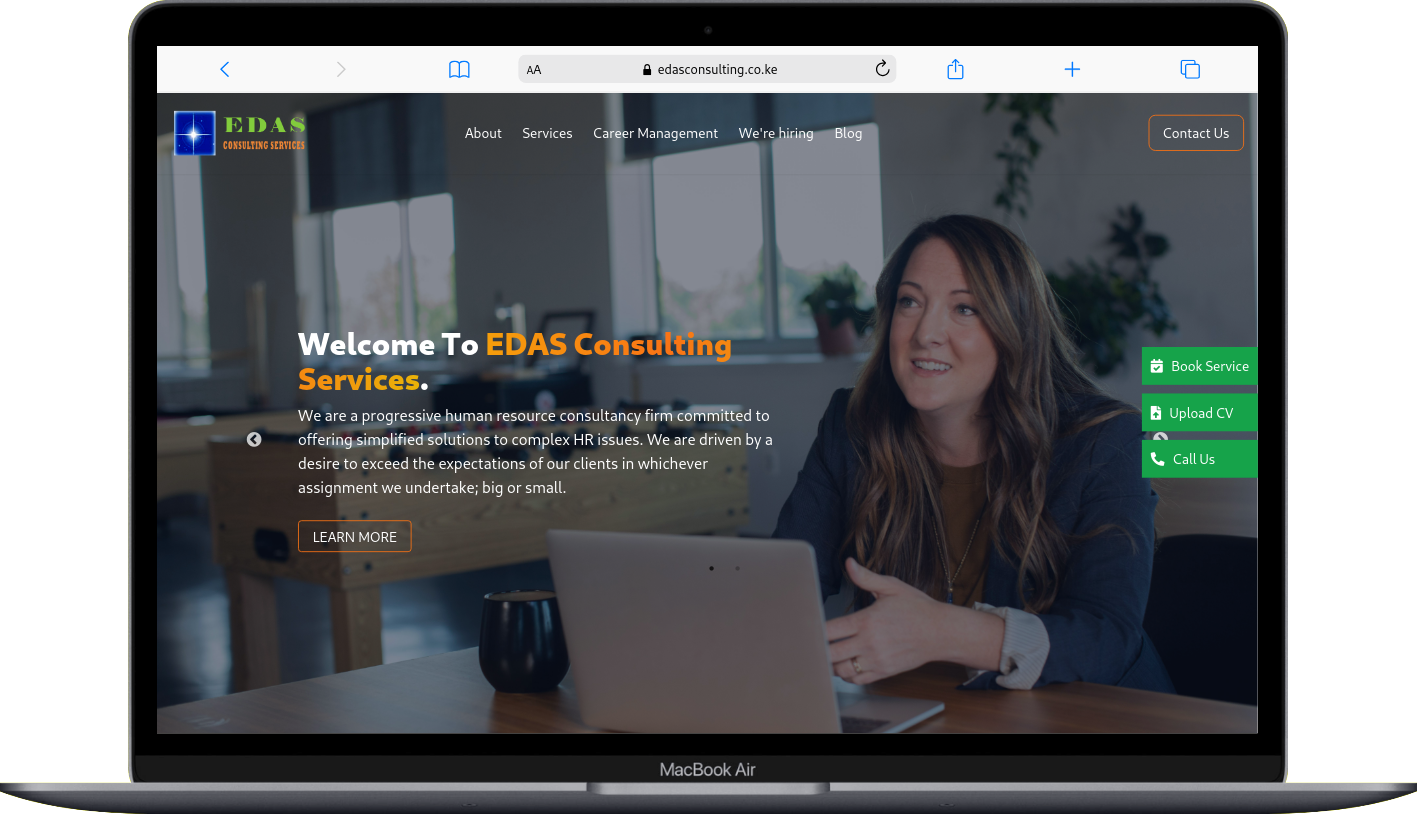 AA
edasconsulting.co.ke
EDAS
CONSULTING SERVICES
About
Services
Career Management
We're hiring
Blog
Contact Us
Welcome To EDAS Consulting
Services.
We are a progressive human resource consultancy firm committed to
offering simplified solutions to complex HR issues. We are driven by a
desire to exceed the expectations of our clients in whichever
assignment we undertake; big or small.
LEARN MORE
Book Service
Upload CV
Call Us
MacBook Air